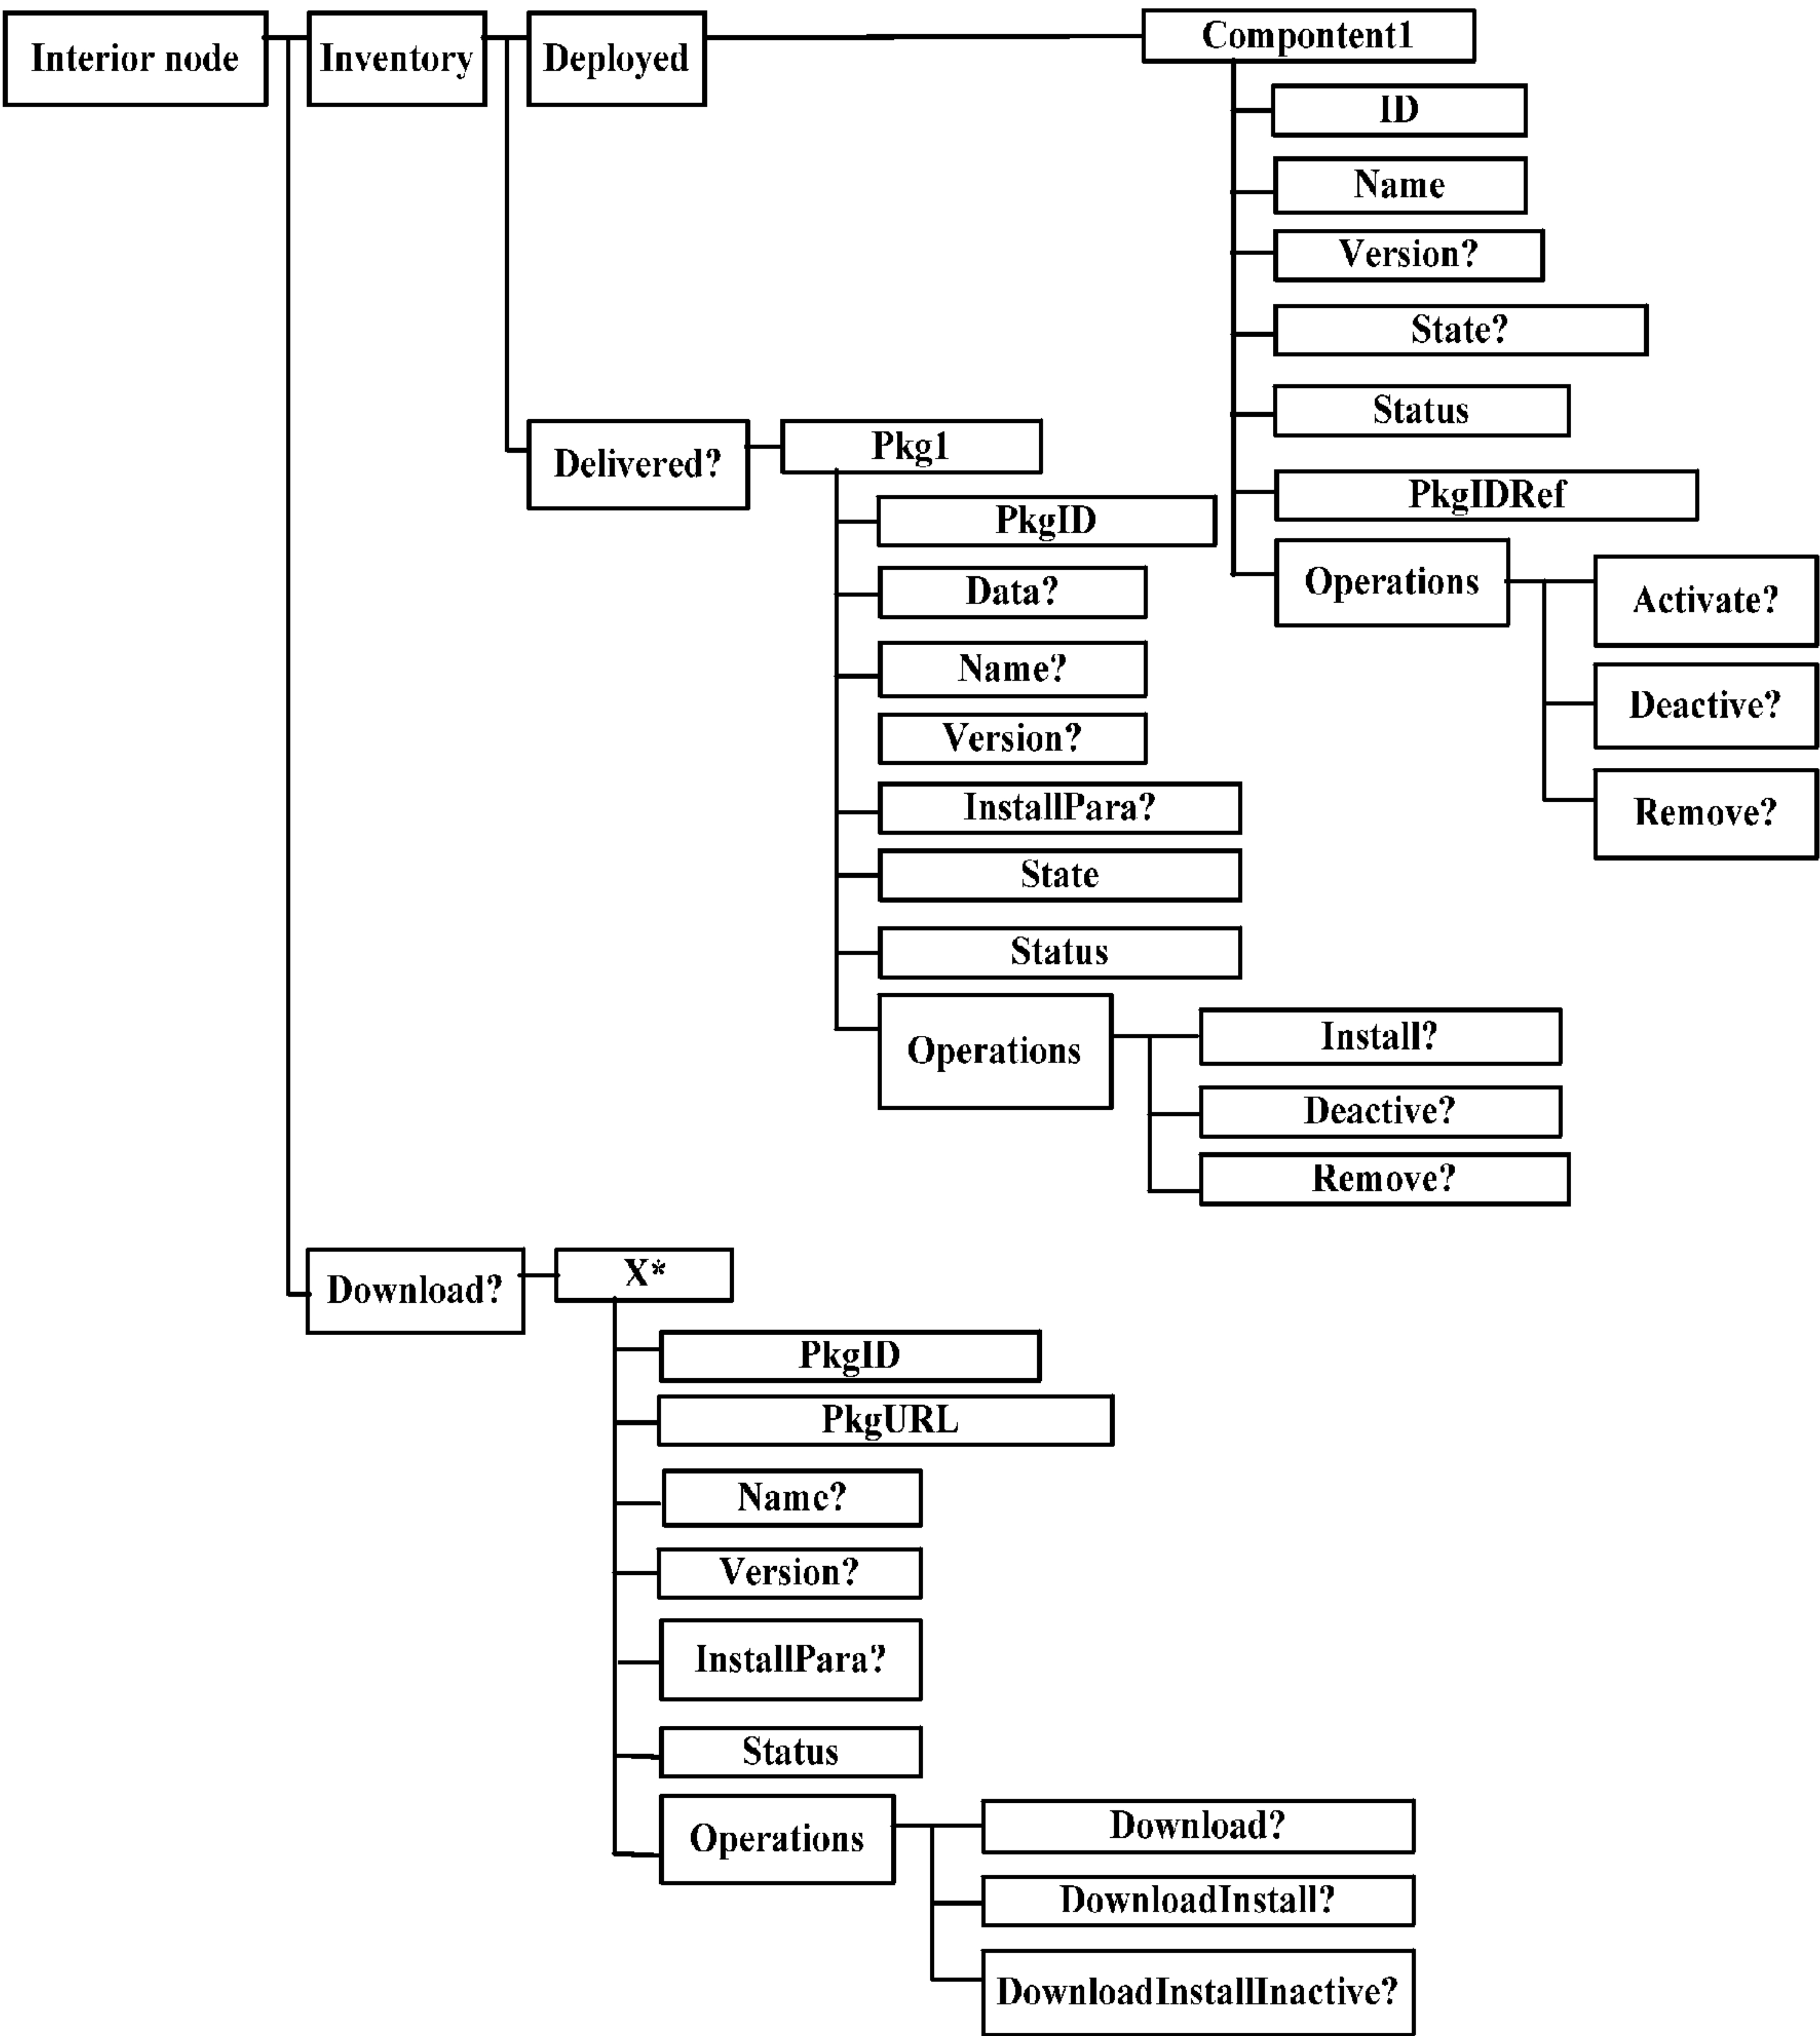 Interior node
Inventory
Deployed
Compontent1
ID
Name
Version?
State?
Status
PkgIDRef
Operations
Activate?
Deactive?
Remove?
Delivered?
Pkg1
PkgID
Data?
Name?
Version?
InstallPara?
State
Status
Operations
Install?
Deactive?
Remove?
Download?
X*
PkgID
PkgURL
Name?
Version?
InstallPara?
Status
Operations
Download?
DownloadInstall?
DownloadInstallInactive?